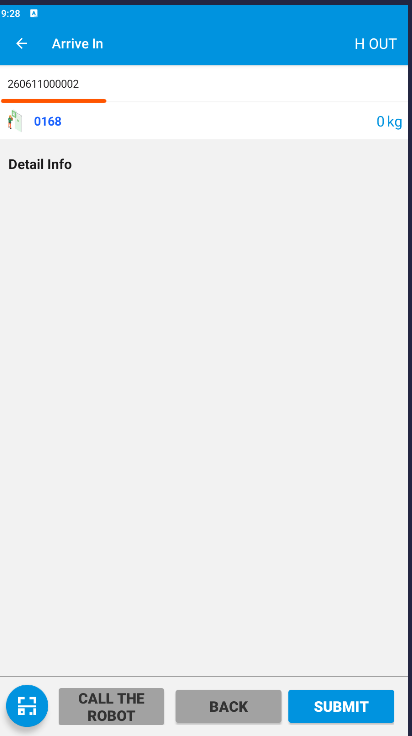 9:28 A
Arrive In
H OUT
260611000002
0168
0 kg
Detail Info
CALL THE
ROBOT
BACK
SUBMIT